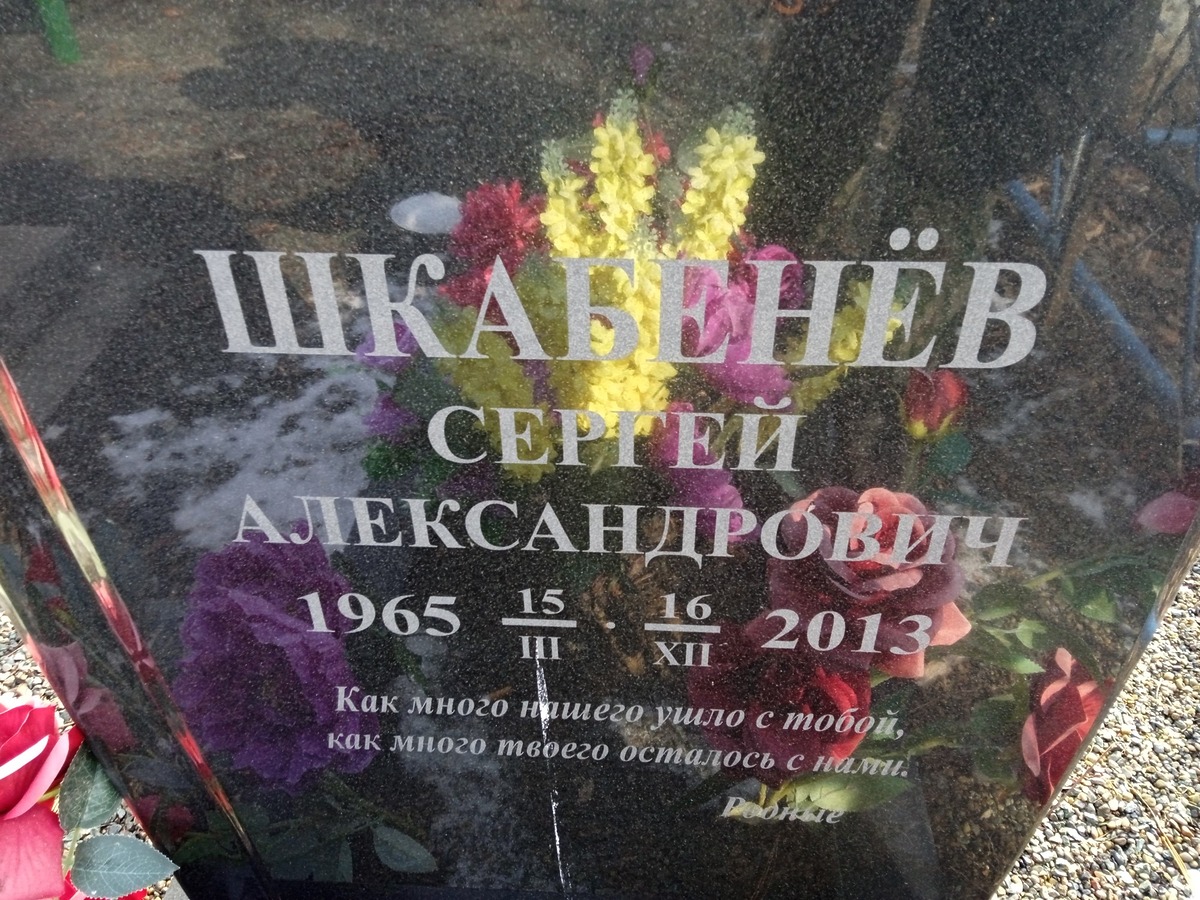 ШКАБЕНЁВ
СЕРГЕЙ
АЛЕКСАНДРОВИЧ
1965 15/III · 16/XII 2013
Как много нашего ушло с тобой,
как много твоего осталось с нами.
Родные